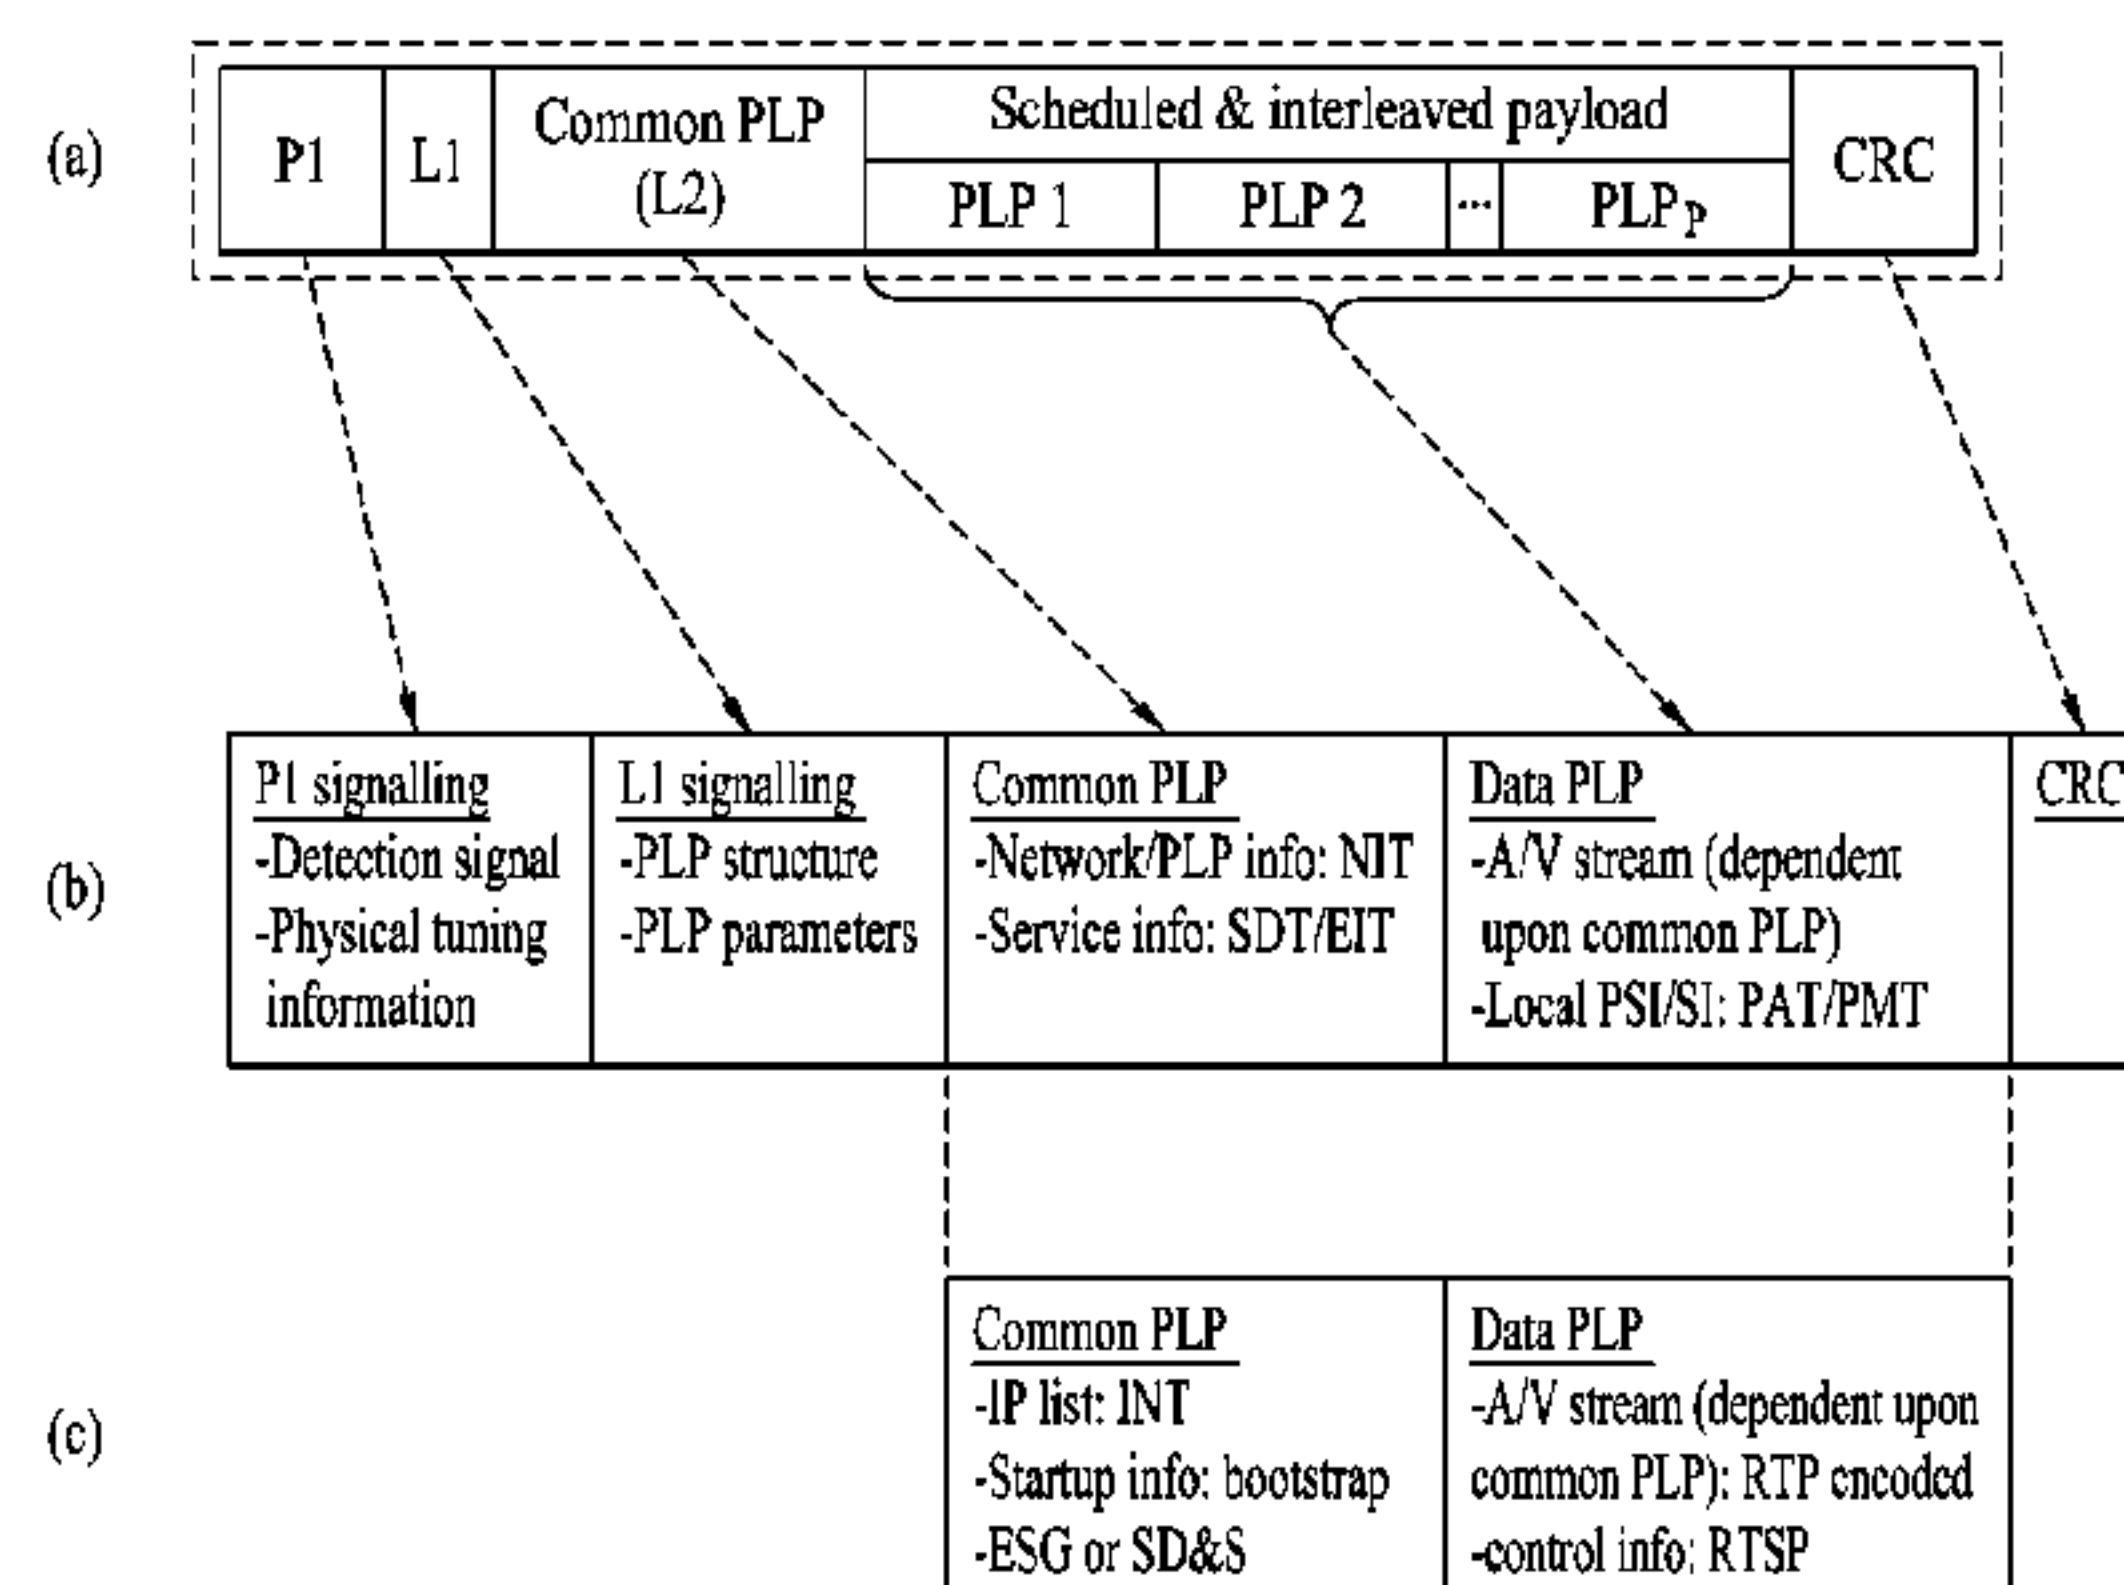 (a)
P1
L1
Common PLP
(L2)
Scheduled & interleaved payload
PLP 1
PLP 2
...
PLP P
CRC
(b)
P1 signalling
-Detection signal
-Physical tuning
information
L1 signalling
-PLP structure
-PLP parameters
Common PLP
-Network/PLP info: NIT
-Service info: SDT/EIT
Data PLP
-A/V stream (dependent
upon common PLP)
-Local PSI/SI: PAT/PMT
CRC
(c)
Common PLP
-IP list: INT
-Startup info: bootstrap
-ESG or SD&S
Data PLP
-A/V stream (dependent upon
common PLP): RTP encoded
-control info: RTSP